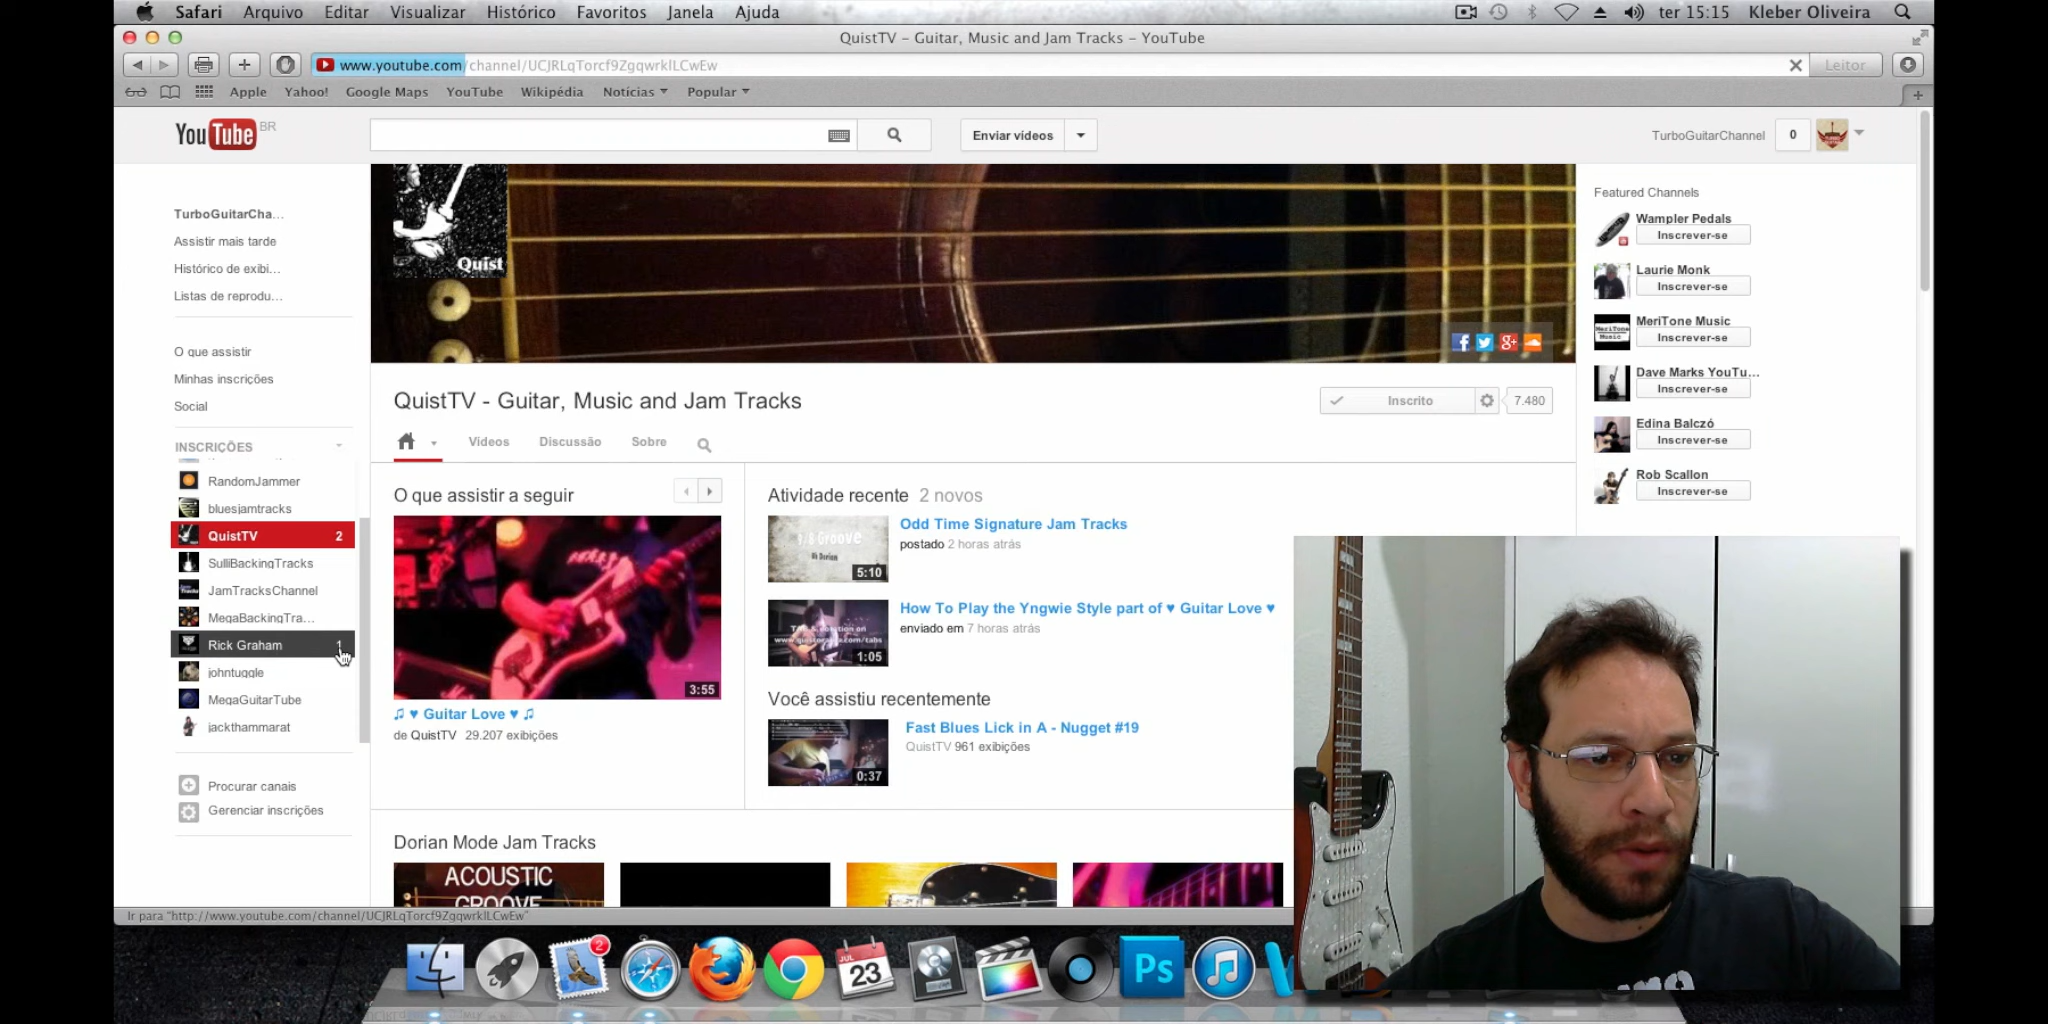 Safari Arquivo Editar Visualizar Histórico Favoritos Janela Ajuda ter 15:15 Kleber Oliveira
QuistTV – Guitar, Music and Jam Tracks – YouTube
www.youtube.com/channel/UCJRLqTorcf9ZgqwrklLCwEw Leitor
Apple Yahoo! Google Maps YouTube Wikipédia Notícias Popular
YouTube BR
Enviar vídeos
TurboGuitarChannel 0
TurboGuitarCha...
Assistir mais tarde
Histórico de exibi...
Listas de reprodu...
O que assistir
Minhas inscrições
Social
INSCRIÇÕES
RandomJammer
bluesjamtracks
QuistTV 2
SulliBackingTracks
JamTracksChannel
MegaBackingTra...
Rick Graham 1
johntuggle
MegaGuitarTube
jackthammarat
Procurar canais
Gerenciar inscrições
Quist
QuistTV - Guitar, Music and Jam Tracks
Inscrito 7.480
Vídeos Discussão Sobre
O que assistir a seguir
3:55
♫ ♥ Guitar Love ♥ ♫
de QuistTV 29.207 exibições
Atividade recente 2 novos
9/8 Groove
5:10
Odd Time Signature Jam Tracks
postado 2 horas atrás
1:05
How To Play the Yngwie Style part of ♥ Guitar Love ♥
enviado em 7 horas atrás
Você assistiu recentemente
0:37
Fast Blues Lick in A - Nugget #19
QuistTV 961 exibições
Dorian Mode Jam Tracks
ACOUSTIC
GROOVE
Featured Channels
Wampler Pedals
Inscrever-se
Laurie Monk
Inscrever-se
MeriTone Music
Inscrever-se
Dave Marks YouTu...
Inscrever-se
Edina Balczó
Inscrever-se
Rob Scallon
Inscrever-se
Ir para "http://www.youtube.com/channel/UCJRLqTorcf9ZgqwrklLCwEw"
2
JUL
23
Ps